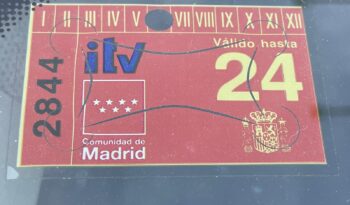 I II III IV V VII VIII IX X XI XII
itv
Válido hasta
24
2844
Comunidad de
Madrid